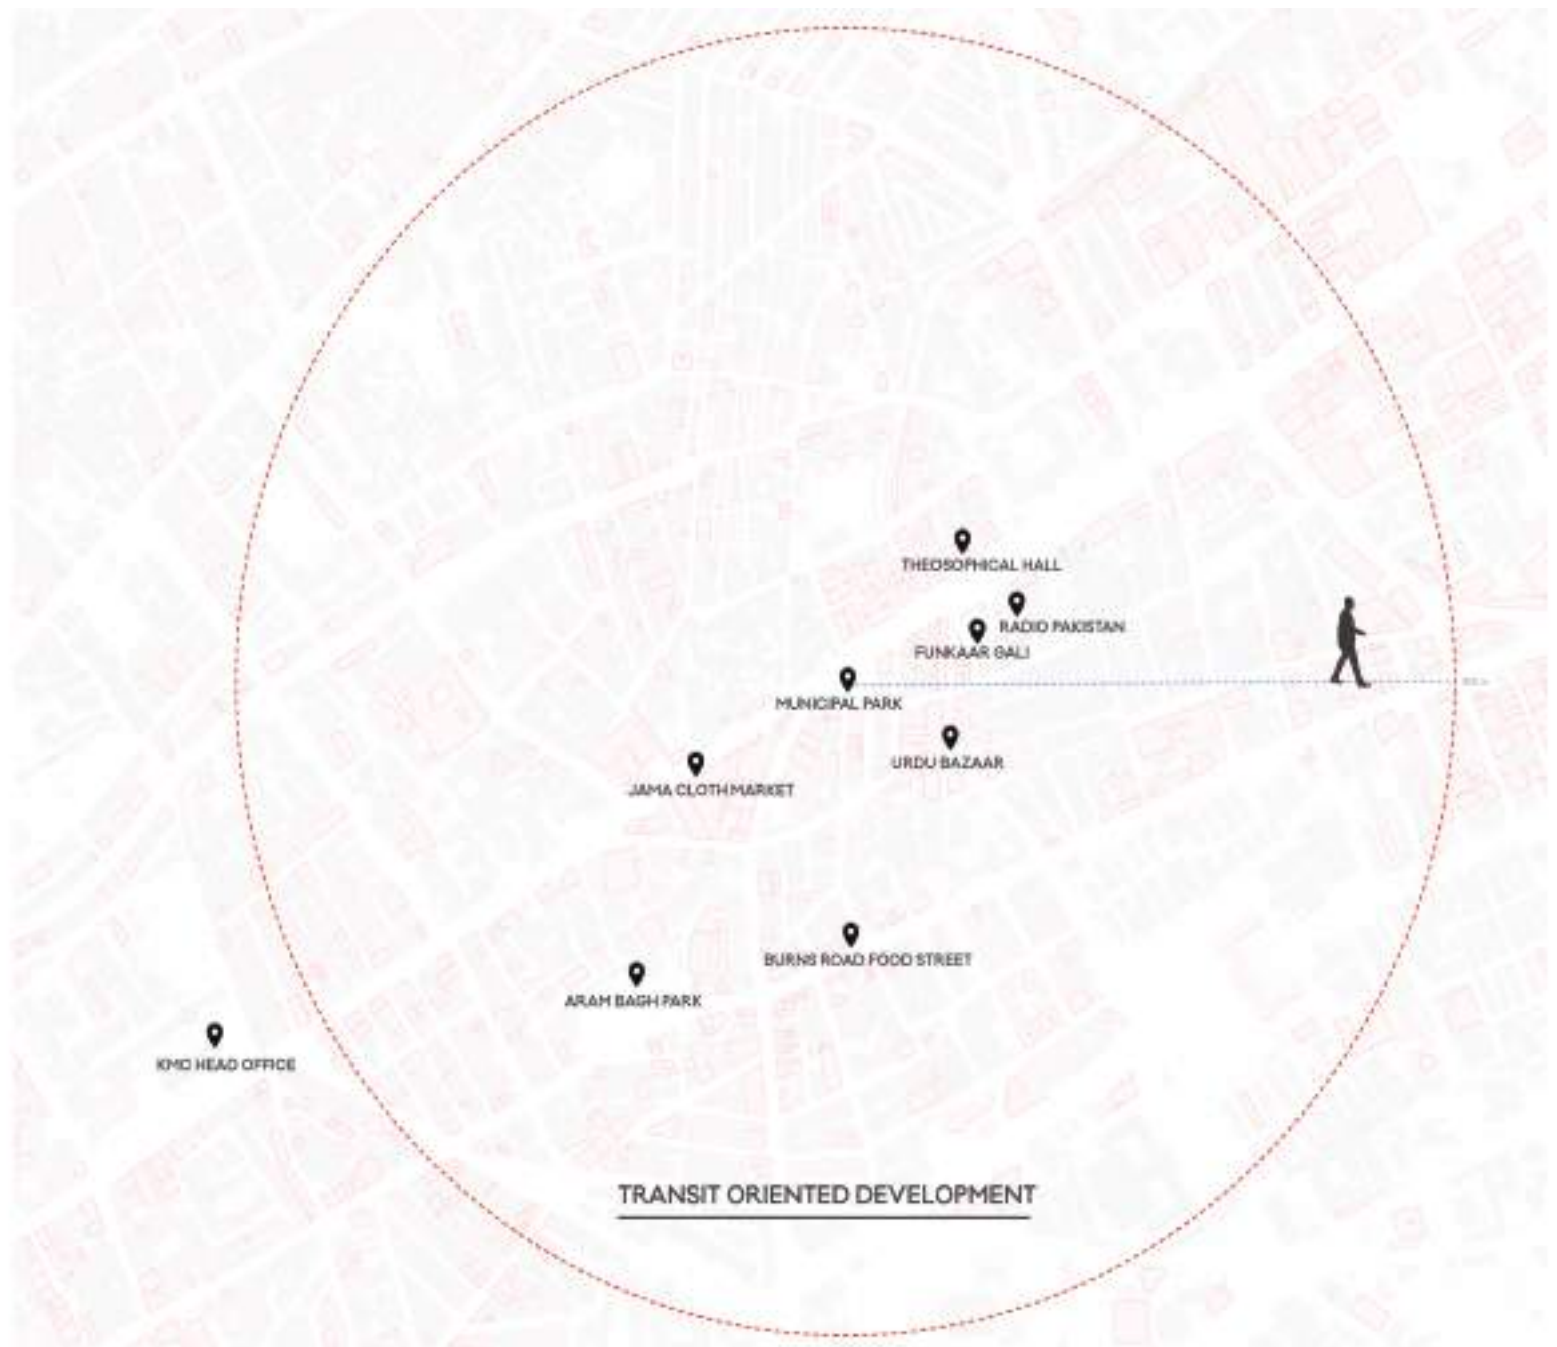 THEOSOPHICAL HALL
RADIO PAKISTAN
FUNKAAR GALI
MUNICIPAL PARK
URDU BAZAAR
JAMA CLOTH MARKET
BURNS ROAD FOOD STREET
ARAM BAGH PARK
KMC HEAD OFFICE
TRANSIT ORIENTED DEVELOPMENT